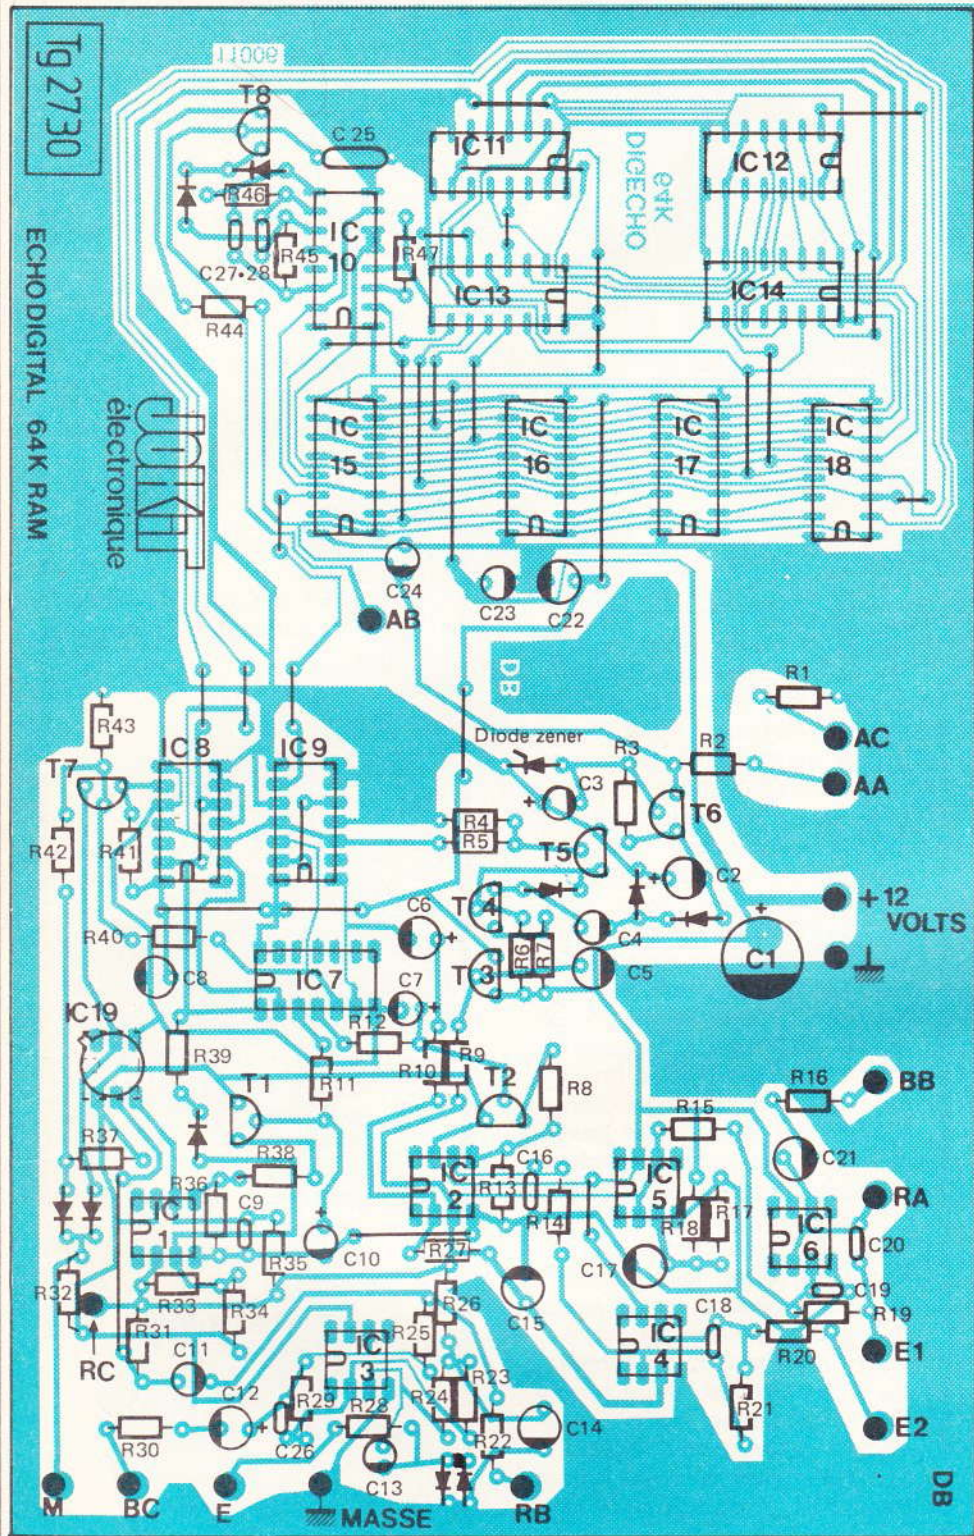 Tg 2730
80011
T8
C 25
IC11
IC12
DIGECHO
64K
R46
IC
10
R45
R47
C27•28
IC13
IC14
R44
ECHO DIGITAL 64K RAM
JOKIT
électronique
IC
15
IC
16
IC
17
IC
18
C24
C23
C22
AB
DB
R1
R43
IC8
IC9
Diode zener
R3
R2
AC
T7
C3
AA
R4
T6
R42
R41
R5
T5
C2
+12
VOLTS
C6
T4
C4
R40
R6
R7
C8
IC7
C7
T3
C5
C1
IC19
R12
R39
R9
R10
R11
T1
T2
R8
R16
BB
R15
R37
R38
C16
C21
R36
IC
2
R13
IC
5
RA
C9
IC
1
R14
R18
R17
IC
6
C20
R35
C10
R27
C17
R32
R33
R26
C19
R34
C15
C18
R19
R31
R25
IC
4
R20
E1
RC
C11
IC
3
R23
C12
R29
R24
R21
E2
R30
C26
R28
R22
C14
C13
M
BC
E
MASSE
RB
DB